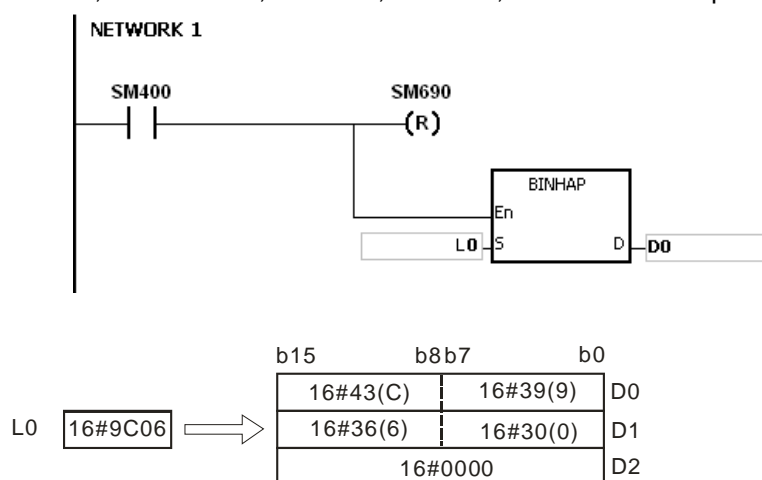 NETWORK 1
SM400 SM690
(R)
BINHAP
En
L0 S D D0
b15 b8 b7 b0
16#43(C) 16#39(9) D0
L0 16#9C06 16#36(6) 16#30(0) D1
16#0000 D2